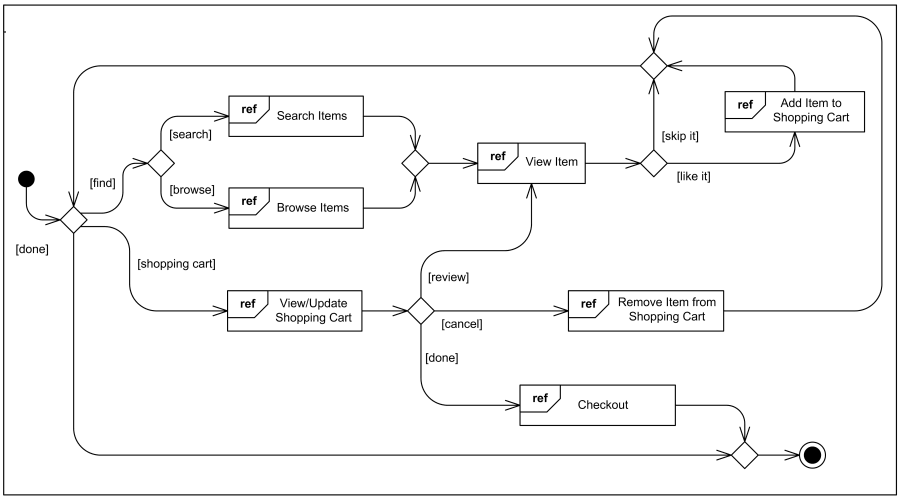 ref
Add Item to
Shopping Cart
ref
Search Items
[search]
[skip it]
ref
View Item
[like it]
[find]
[browse]
ref
Browse Items
[done]
[shopping cart]
[review]
ref
View/Update
Shopping Cart
ref
Remove Item from
Shopping Cart
[cancel]
[done]
ref
Checkout